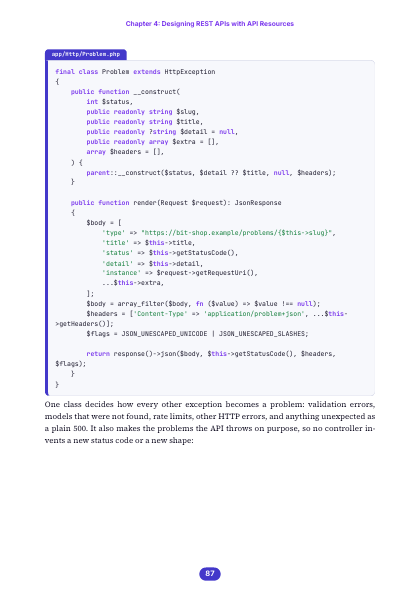 Chapter 4: Designing REST APIs with API Resources
app/Http/Problem.php
final class Problem extends HttpException
{
    public function __construct(
        int $status,
        public readonly string $slug,
        public readonly string $title,
        public readonly ?string $detail = null,
        public readonly array $extra = [],
        array $headers = [],
    ) {
        parent::__construct($status, $detail ?? $title, null, $headers);
    }

    public function render(Request $request): JsonResponse
    {
        $body = [
            'type' => "https://bit-shop.example/problems/{$this->slug}",
            'title' => $this->title,
            'status' => $this->getStatusCode(),
            'detail' => $this->detail,
            'instance' => $request->getRequestUri(),
            ...$this->extra,
        ];
        $body = array_filter($body, fn ($value) => $value !== null);
        $headers = ['Content-Type' => 'application/problem+json', ...$this-
>getHeaders()];
        $flags = JSON_UNESCAPED_UNICODE | JSON_UNESCAPED_SLASHES;

        return response()->json($body, $this->getStatusCode(), $headers,
$flags);
    }
}
One class decides how every other exception becomes a problem: validation errors,
models that were not found, rate limits, other HTTP errors, and anything unexpected as
a plain 500. It also makes the problems the API throws on purpose, so no controller in-
vents a new status code or a new shape:
87